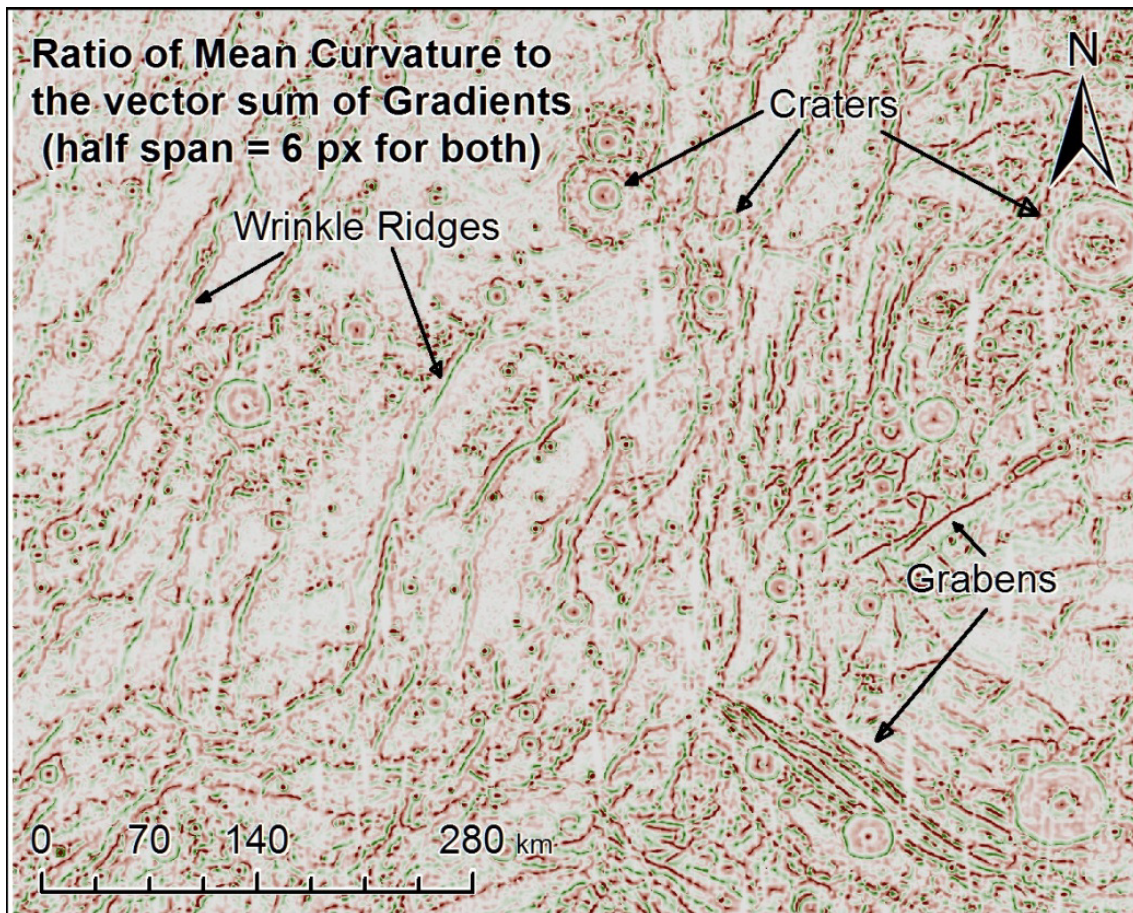 Ratio of Mean Curvature to
the vector sum of Gradients
(half span = 6 px for both)
N
Craters
Wrinkle Ridges
Grabens
0 70 140 280 km